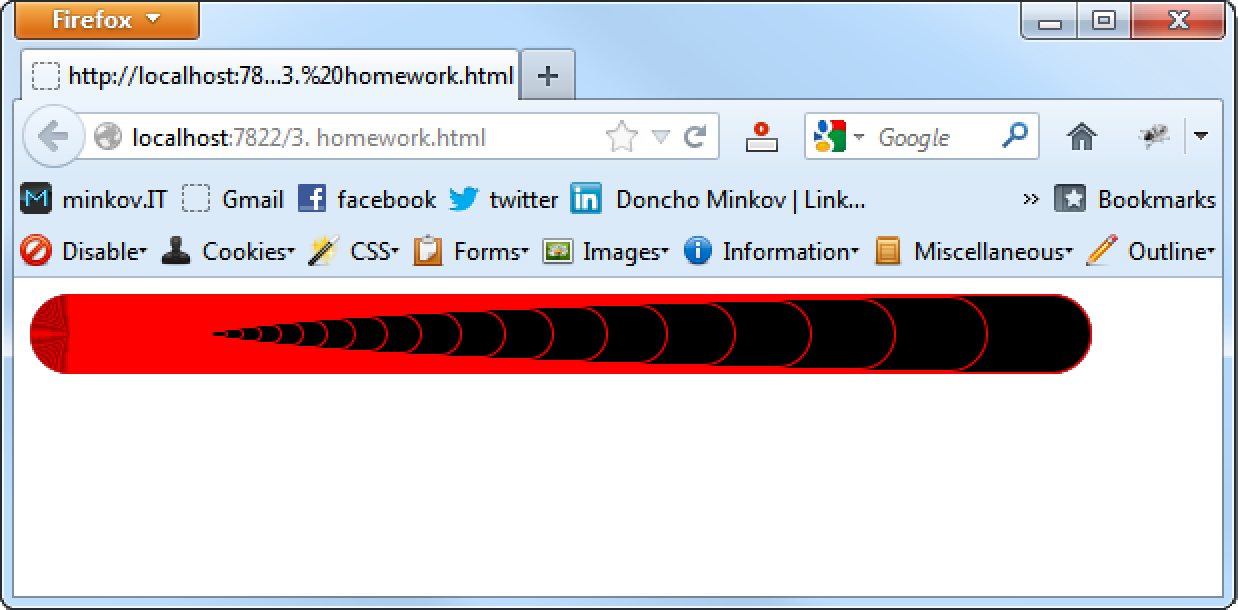 Firefox
http://localhost:78...3.%20homework.html
localhost:7822/3. homework.html Google
minkov.IT Gmail facebook twitter Doncho Minkov | Link... » Bookmarks
Disable Cookies CSS Forms Images Information Miscellaneous Outline